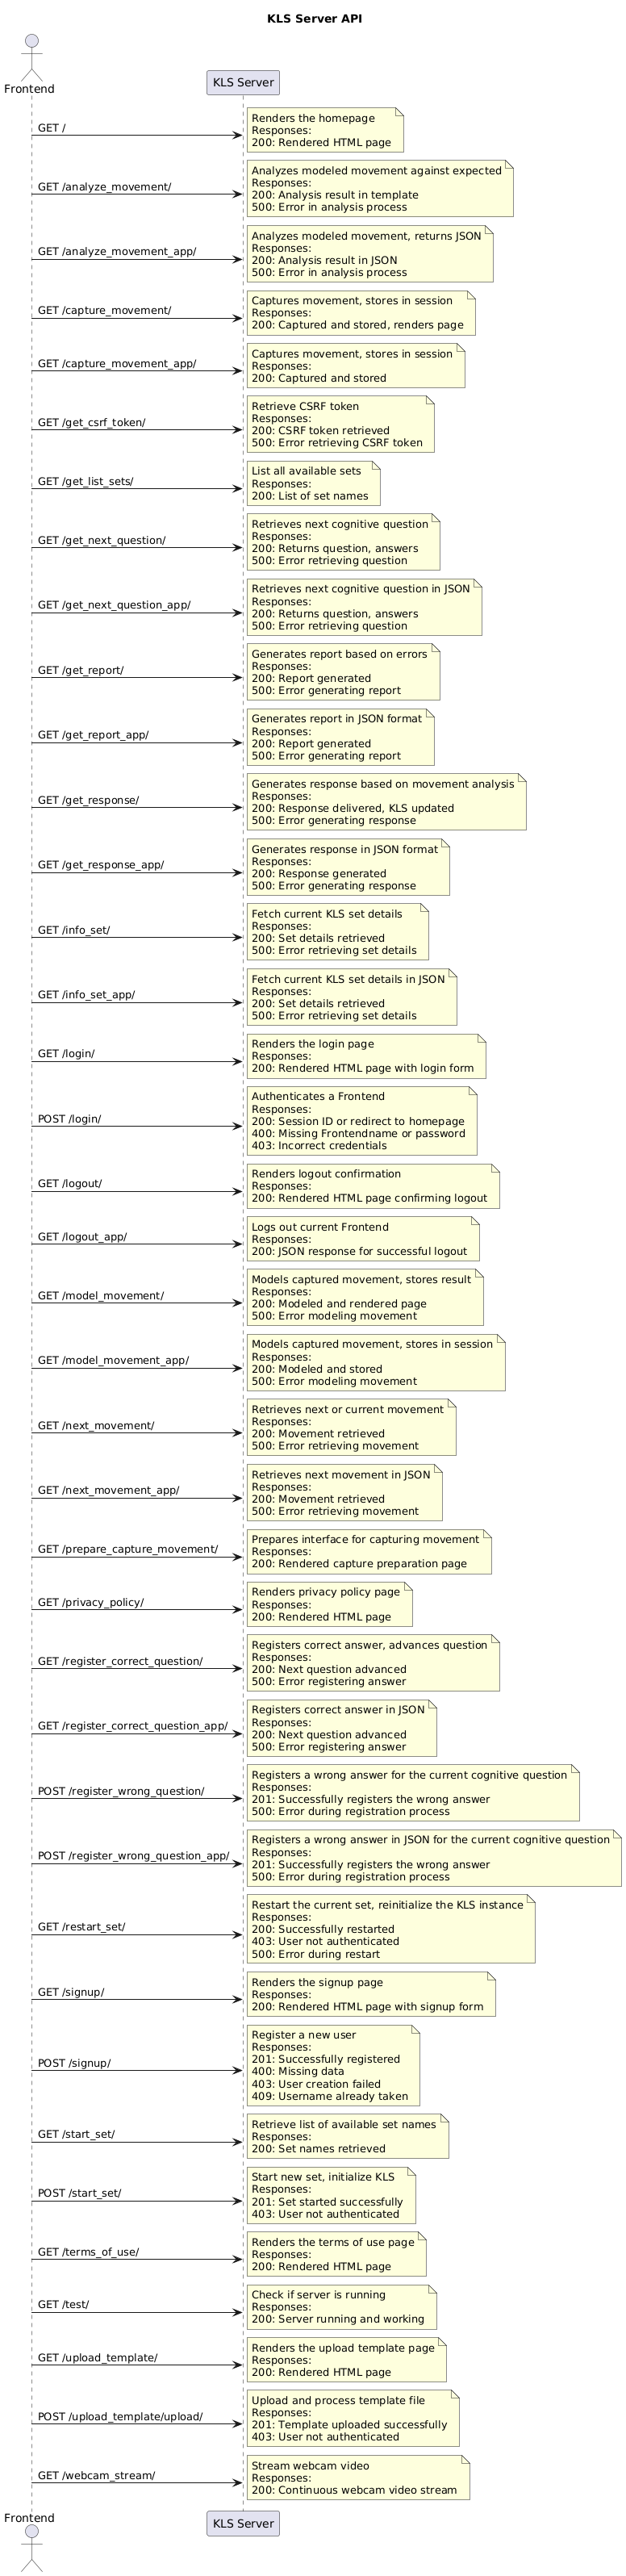 KLS Server API
Frontend
KLS Server
GET /
Renders the homepage
Responses:
200: Rendered HTML page
GET /analyze_movement/
Analyzes modeled movement against expected
Responses:
200: Analysis result in template
500: Error in analysis process
GET /analyze_movement_app/
Analyzes modeled movement, returns JSON
Responses:
200: Analysis result in JSON
500: Error in analysis process
GET /capture_movement/
Captures movement, stores in session
Responses:
200: Captured and stored, renders page
GET /capture_movement_app/
Captures movement, stores in session
Responses:
200: Captured and stored
GET /get_csrf_token/
Retrieve CSRF token
Responses:
200: CSRF token retrieved
500: Error retrieving CSRF token
GET /get_list_sets/
List all available sets
Responses:
200: List of set names
GET /get_next_question/
Retrieves next cognitive question
Responses:
200: Returns question, answers
500: Error retrieving question
GET /get_next_question_app/
Retrieves next cognitive question in JSON
Responses:
200: Returns question, answers
500: Error retrieving question
GET /get_report/
Generates report based on errors
Responses:
200: Report generated
500: Error generating report
GET /get_report_app/
Generates report in JSON format
Responses:
200: Report generated
500: Error generating report
GET /get_response/
Generates response based on movement analysis
Responses:
200: Response delivered, KLS updated
500: Error generating response
GET /get_response_app/
Generates response in JSON format
Responses:
200: Response generated
500: Error generating response
GET /info_set/
Fetch current KLS set details
Responses:
200: Set details retrieved
500: Error retrieving set details
GET /info_set_app/
Fetch current KLS set details in JSON
Responses:
200: Set details retrieved
500: Error retrieving set details
GET /login/
Renders the login page
Responses:
200: Rendered HTML page with login form
POST /login/
Authenticates a Frontend
Responses:
200: Session ID or redirect to homepage
400: Missing Frontendname or password
403: Incorrect credentials
GET /logout/
Renders logout confirmation
Responses:
200: Rendered HTML page confirming logout
GET /logout_app/
Logs out current Frontend
Responses:
200: JSON response for successful logout
GET /model_movement/
Models captured movement, stores result
Responses:
200: Modeled and rendered page
500: Error modeling movement
GET /model_movement_app/
Models captured movement, stores in session
Responses:
200: Modeled and stored
500: Error modeling movement
GET /next_movement/
Retrieves next or current movement
Responses:
200: Movement retrieved
500: Error retrieving movement
GET /next_movement_app/
Retrieves next movement in JSON
Responses:
200: Movement retrieved
500: Error retrieving movement
GET /prepare_capture_movement/
Prepares interface for capturing movement
Responses:
200: Rendered capture preparation page
GET /privacy_policy/
Renders privacy policy page
Responses:
200: Rendered HTML page
GET /register_correct_question/
Registers correct answer, advances question
Responses:
200: Next question advanced
500: Error registering answer
GET /register_correct_question_app/
Registers correct answer in JSON
Responses:
200: Next question advanced
500: Error registering answer
POST /register_wrong_question/
Registers a wrong answer for the current cognitive question
Responses:
201: Successfully registers the wrong answer
500: Error during registration process
POST /register_wrong_question_app/
Registers a wrong answer in JSON for the current cognitive question
Responses:
201: Successfully registers the wrong answer
500: Error during registration process
GET /restart_set/
Restart the current set, reinitialize the KLS instance
Responses:
200: Successfully restarted
403: User not authenticated
500: Error during restart
GET /signup/
Renders the signup page
Responses:
200: Rendered HTML page with signup form
POST /signup/
Register a new user
Responses:
201: Successfully registered
400: Missing data
403: User creation failed
409: Username already taken
GET /start_set/
Retrieve list of available set names
Responses:
200: Set names retrieved
POST /start_set/
Start new set, initialize KLS
Responses:
201: Set started successfully
403: User not authenticated
GET /terms_of_use/
Renders the terms of use page
Responses:
200: Rendered HTML page
GET /test/
Check if server is running
Responses:
200: Server running and working
GET /upload_template/
Renders the upload template page
Responses:
200: Rendered HTML page
POST /upload_template/upload/
Upload and process template file
Responses:
201: Template uploaded successfully
403: User not authenticated
GET /webcam_stream/
Stream webcam video
Responses:
200: Continuous webcam video stream
Frontend
KLS Server